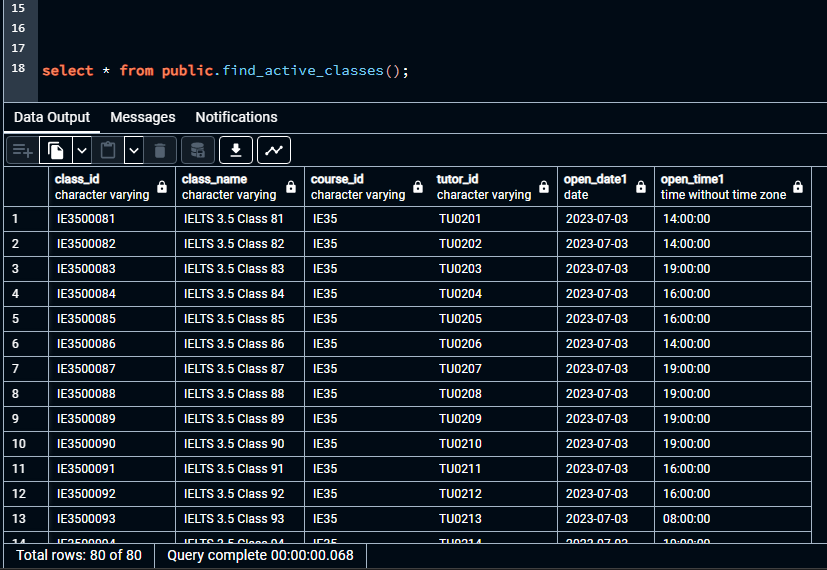 15
16
17
18 select * from public.find_active_classes();
Data Output Messages Notifications
class_id class_name course_id tutor_id open_date1 open_time1
character varying character varying character varying character varying date time without time zone
1 IE3500081 IELTS 3.5 Class 81 IE35 TU0201 2023-07-03 14:00:00
2 IE3500082 IELTS 3.5 Class 82 IE35 TU0202 2023-07-03 14:00:00
3 IE3500083 IELTS 3.5 Class 83 IE35 TU0203 2023-07-03 19:00:00
4 IE3500084 IELTS 3.5 Class 84 IE35 TU0204 2023-07-03 16:00:00
5 IE3500085 IELTS 3.5 Class 85 IE35 TU0205 2023-07-03 16:00:00
6 IE3500086 IELTS 3.5 Class 86 IE35 TU0206 2023-07-03 14:00:00
7 IE3500087 IELTS 3.5 Class 87 IE35 TU0207 2023-07-03 19:00:00
8 IE3500088 IELTS 3.5 Class 88 IE35 TU0208 2023-07-03 19:00:00
9 IE3500089 IELTS 3.5 Class 89 IE35 TU0209 2023-07-03 19:00:00
10 IE3500090 IELTS 3.5 Class 90 IE35 TU0210 2023-07-03 19:00:00
11 IE3500091 IELTS 3.5 Class 91 IE35 TU0211 2023-07-03 16:00:00
12 IE3500092 IELTS 3.5 Class 92 IE35 TU0212 2023-07-03 16:00:00
13 IE3500093 IELTS 3.5 Class 93 IE35 TU0213 2023-07-03 08:00:00
14 IE3500094 IELTS 3.5 Class 94 IE35 TU0214 2023-07-03
Total rows: 80 of 80 Query complete 00:00:00.068